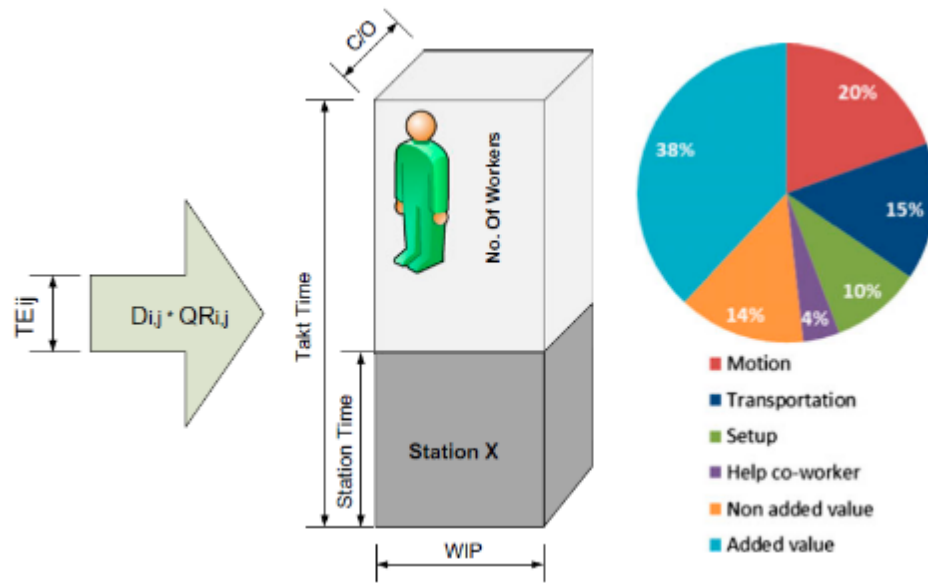 C/O
20%
38%
15%
10%
4%
14%
No. Of Workers
Takt Time
TEij
Di,j * QRi,j
Station Time
Station X
WIP
Motion
Transportation
Setup
Help co-worker
Non added value
Added value